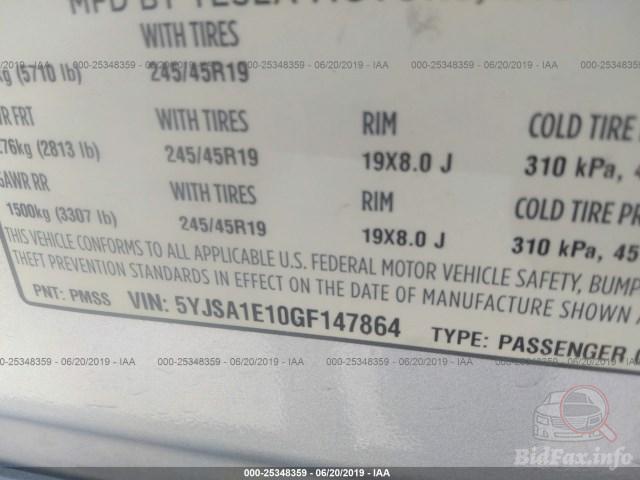 MFD BY TESLA MOTORS,
WITH TIRES
kg (5710 lb) 245/45R19
000-25348359 - 06/20/2019 - IAA
WR FRT WITH TIRES RIM COLD TIRE
276kg (2813 lb) 245/45R19 19X8.0 J 310 kPa, 4
GAWR RR WITH TIRES RIM COLD TIRE PR
1500kg (3307 lb) 245/45R19 19X8.0 J 310 kPa, 45
THIS VEHICLE CONFORMS TO ALL APPLICABLE U.S. FEDERAL MOTOR VEHICLE SAFETY, BUMP
THEFT PREVENTION STANDARDS IN EFFECT ON THE DATE OF MANUFACTURE SHOWN A
PNT: PMSS VIN: 5YJSA1E10GF147864 TYPE: PASSENGER
000-25348359 - 06/20/2019 - IAA
BidFax.info
000-25348359 - 06/20/2019 - IAA